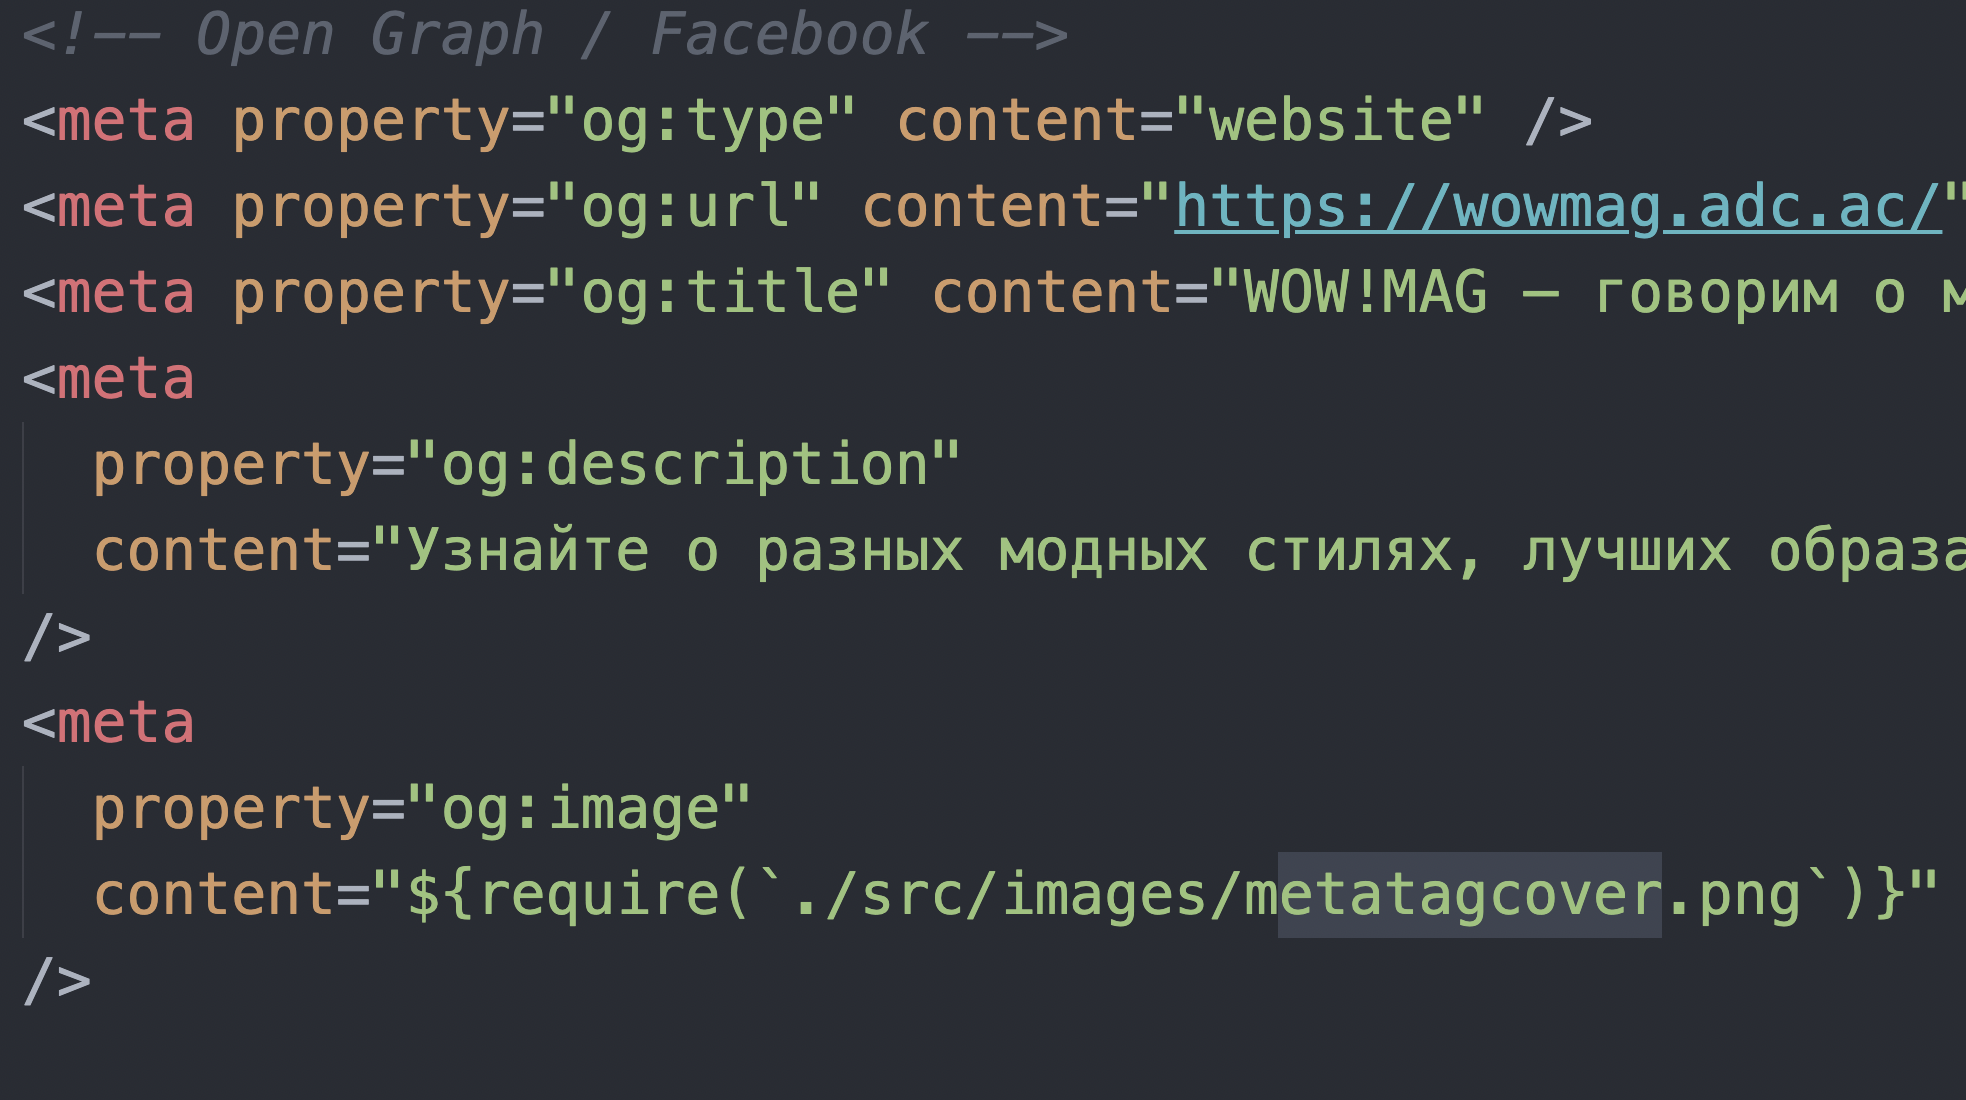 <!-- Open Graph / Facebook -->
<meta property="og:type" content="website" />
<meta property="og:url" content="https://wowmag.adc.ac/"
<meta property="og:title" content="WOW!MAG — говорим о
<meta
property="og:description"
content="Узнайте о разных модных стилях, лучших образа
/>
<meta
property="og:image"
content="${require(`./src/images/metatagcover.png`)}"
/>